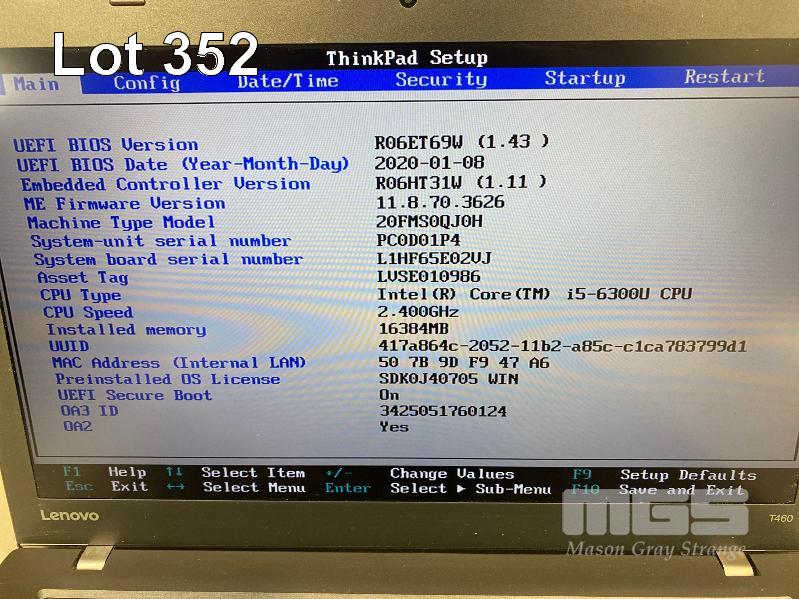 Lot 352
ThinkPad Setup
Main Config Date/Time Security Startup Restart
UEFI BIOS Version R06ET69W (1.43 )
UEFI BIOS Date (Year-Month-Day) 2020-01-08
Embedded Controller Version R06HT31W (1.11 )
ME Firmware Version 11.8.70.3626
Machine Type Model 20FMS0QJ0H
System-unit serial number PC0D01P4
System board serial number L1HF65E02VJ
Asset Tag LVSE010986
CPU Type Intel(R) Core(TM) i5-6300U CPU
CPU Speed 2.400GHz
Installed memory 16384MB
UUID 417a864c-2052-11b2-a85c-c1ca783799d1
MAC Address (Internal LAN) 50 7B 9D F9 47 A6
Preinstalled OS License SDK0J40705 WIN
UEFI Secure Boot On
OA3 ID 3425051760124
OA2 Yes
F1 Help ↑↓ Select Item +/- Change Values F9 Setup Defaults
Esc Exit ↔ Select Menu Enter Select ▶ Sub-Menu F10 Save and Exit
Lenovo
T460
MGS
Mason Gray Strange